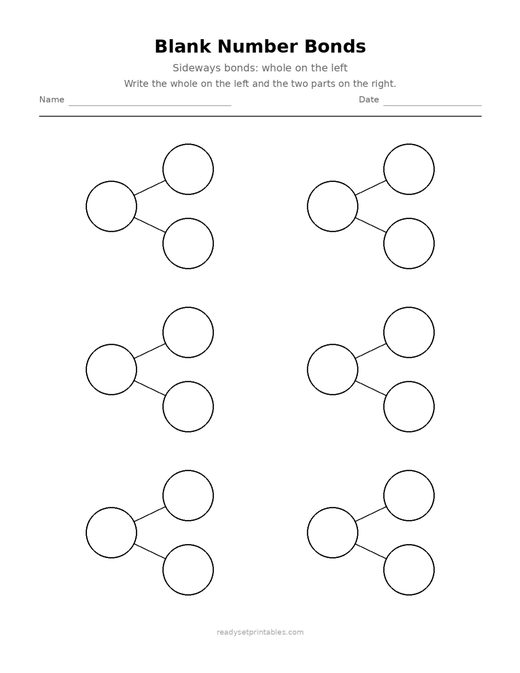 Blank Number Bonds
Sideways bonds: whole on the left
Write the whole on the left and the two parts on the right.
Name Date
readysetprintables.com